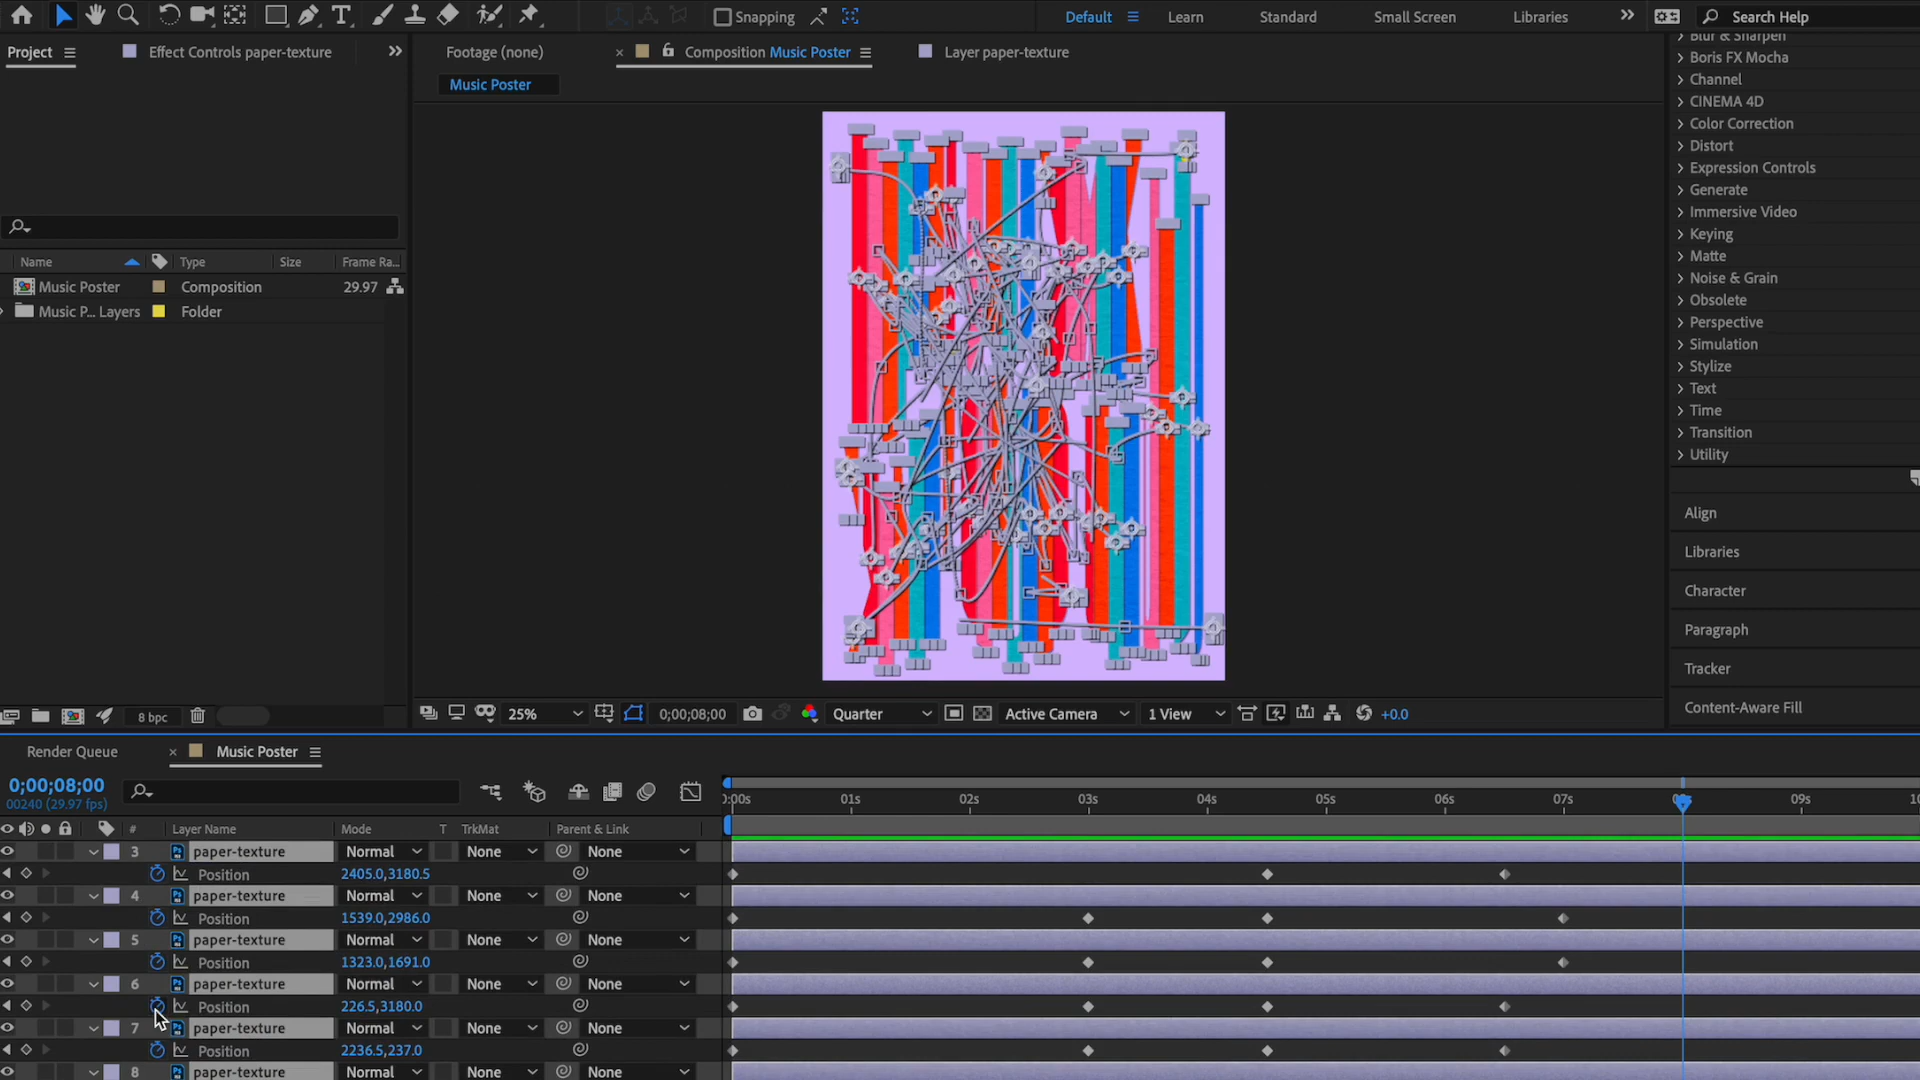 Snapping
Default
Learn
Standard
Small Screen
Libraries
Search Help
Project
Effect Controls paper-texture
Footage (none)
Composition Music Poster
Layer paper-texture
Music Poster
Name
Type
Size
Frame Ra...
Music Poster
Composition
29.97
Music P... Layers
Folder
Blur & Sharpen
Boris FX Mocha
Channel
CINEMA 4D
Color Correction
Distort
Expression Controls
Generate
Immersive Video
Keying
Matte
Noise & Grain
Obsolete
Perspective
Simulation
Stylize
Text
Time
Transition
Utility
Align
Libraries
Character
Paragraph
Tracker
Content-Aware Fill
8 bpc
25%
0;00;08;00
Quarter
Active Camera
1 View
+0.0
Render Queue
Music Poster
0;00;08;00
00240 (29.97 fps)
0:00s 01s 02s 03s 04s 05s 06s 07s 09s
# Layer Name Mode T TrkMat Parent & Link
3 paper-texture Normal None None
Position 2405.0,3180.5
4 paper-texture Normal None None
Position 1539.0,2986.0
5 paper-texture Normal None None
Position 1323.0,1691.0
6 paper-texture Normal None None
Position 226.5,3180.0
7 paper-texture Normal None None
Position 2236.5,237.0
8 paper-texture Normal None None